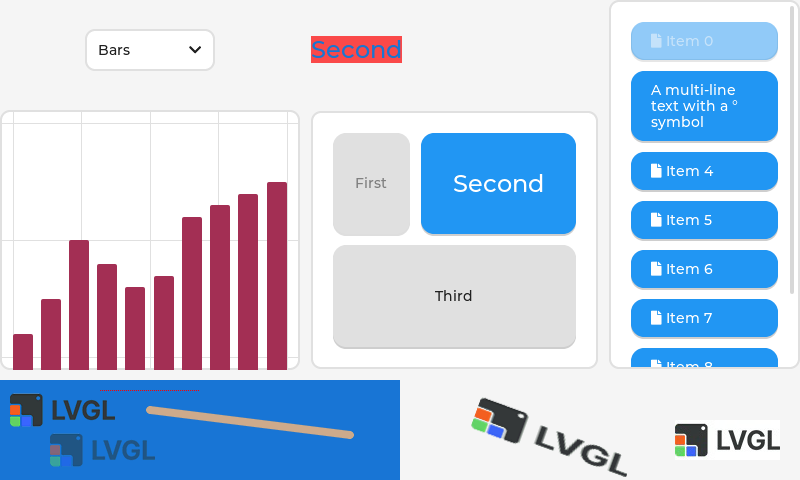 Bars
Second
Item 0
A multi-line
text with a °
symbol
Item 4
Item 5
Item 6
Item 7
Item 8
First
Second
Third
LVGL
LVGL
LVGL
LVGL